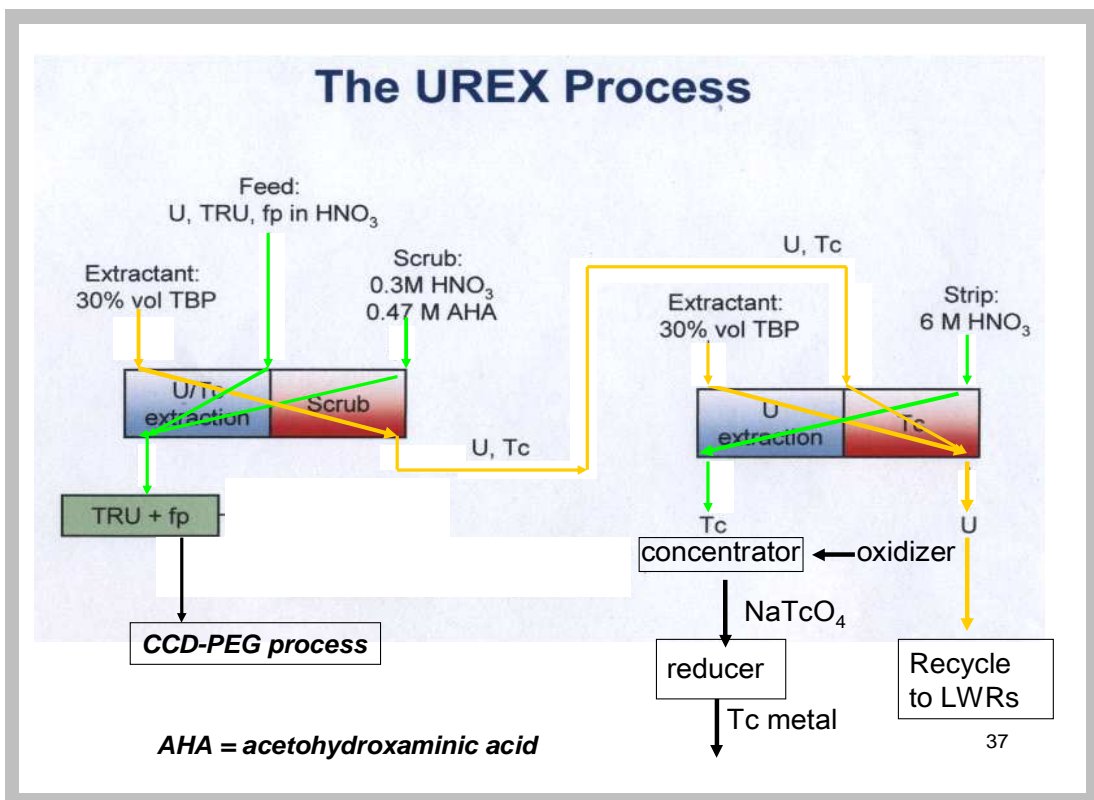 The UREX Process
Feed:
U, TRU, fp in HNO₃
Extractant:
30% vol TBP
Scrub:
0.3M HNO₃
0.47 M AHA
U/Tc
extraction
Scrub
U, Tc
TRU + fp
CCD-PEG process
U, Tc
Extractant:
30% vol TBP
Strip:
6 M HNO₃
U
extraction
Tc
Tc
U
concentrator
oxidizer
NaTcO₄
reducer
Recycle
to LWRs
Tc metal
AHA = acetohydroxaminic acid
37